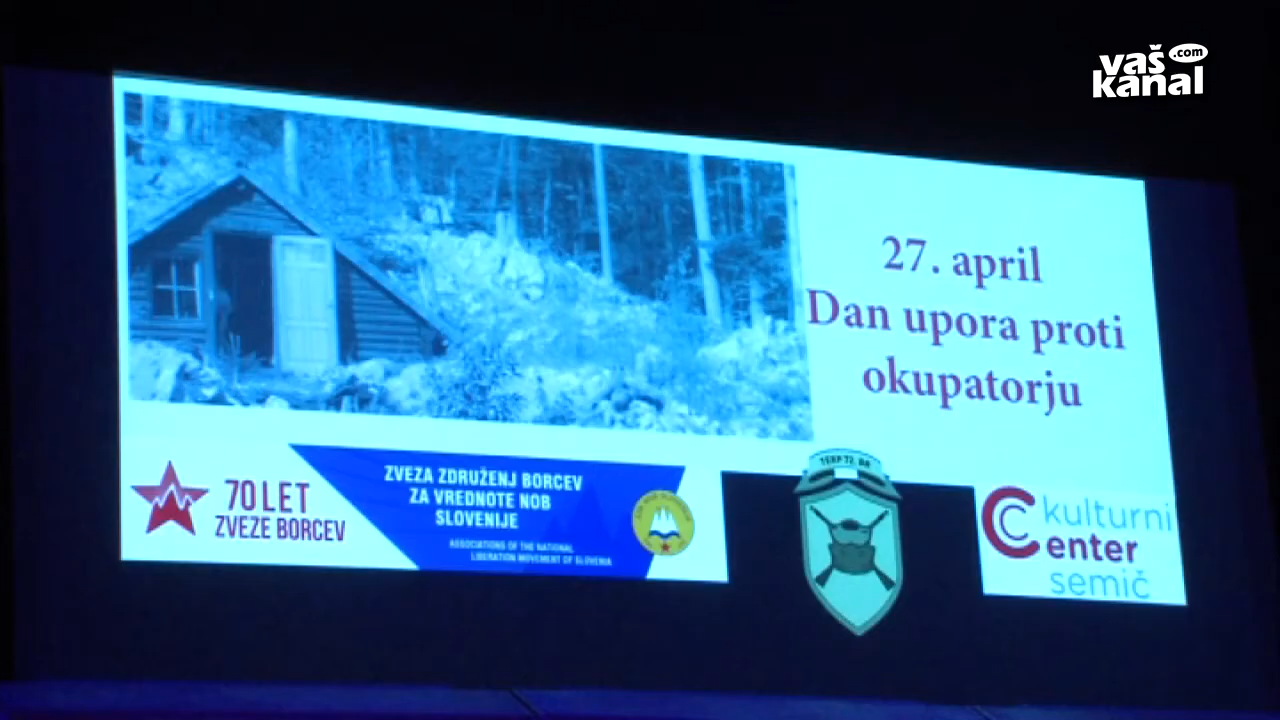 vaš
.com
kanal
27. april
Dan upora proti
okupatorju
70 LET
ZVEZE BORCEV
ZVEZA ZDRUŽENJ BORCEV
ZA VREDNOTE NOB
SLOVENIJE
ASSOCIATIONS OF THE NATIONAL
LIBERATION MOVEMENT OF SLOVENIA
kulturni
Center
semič